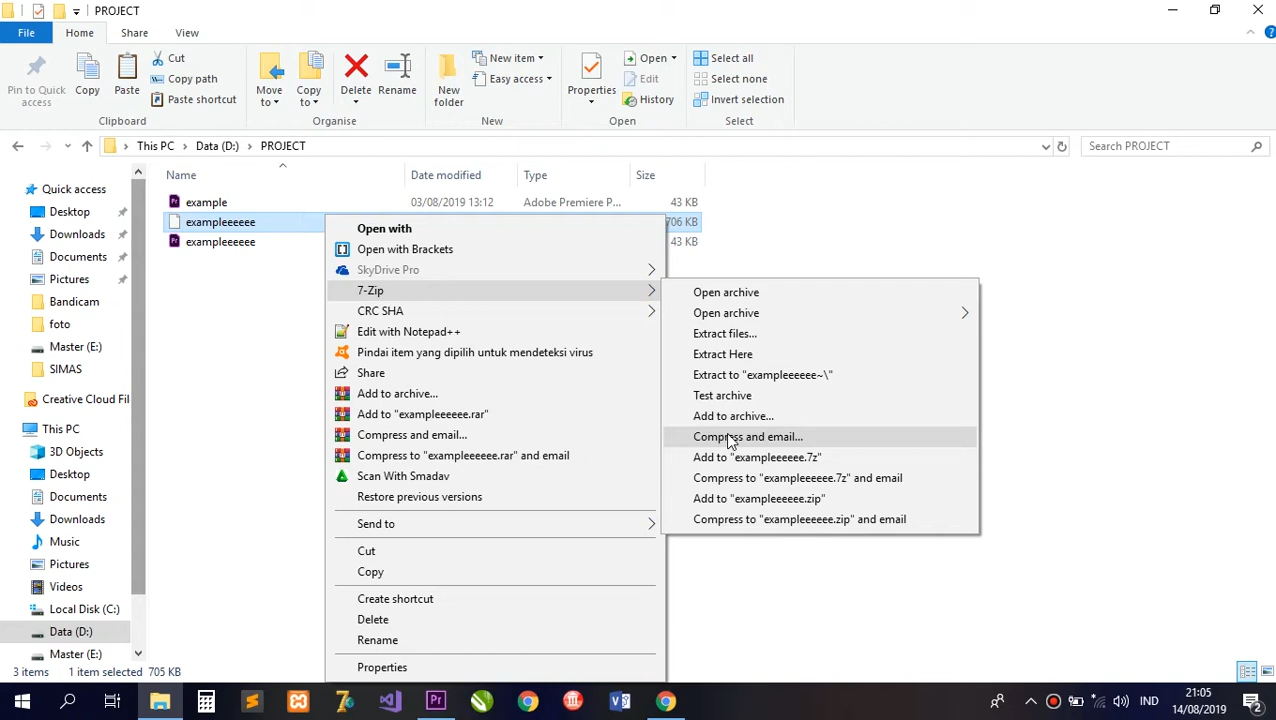 PROJECT
File Home Share View
Pin to Quick access
Copy
Paste
Cut
Copy path
Paste shortcut
Clipboard
Move to
Copy to
Delete
Rename
Organise
New folder
New item
Easy access
New
Properties
Open
Edit
History
Open
Select all
Select none
Invert selection
Select
This PC > Data (D:) > PROJECT
Search PROJECT
Name Date modified Type Size
example 03/08/2019 13:12 Adobe Premiere P... 43 KB
exampleeeeee 706 KB
exampleeeeee 43 KB
Quick access
Desktop
Downloads
Documents
Pictures
Bandicam
foto
Master (E:)
SIMAS
Creative Cloud Fil
This PC
3D Objects
Desktop
Documents
Downloads
Music
Pictures
Videos
Local Disk (C:)
Data (D:)
Master (E:)
Open with
Open with Brackets
SkyDrive Pro
7-Zip
CRC SHA
Edit with Notepad++
Pindai item yang dipilih untuk mendeteksi virus
Share
Add to archive...
Add to "exampleeeeee.rar"
Compress and email...
Compress to "exampleeeeee.rar" and email
Scan With Smadav
Restore previous versions
Send to
Cut
Copy
Create shortcut
Delete
Rename
Properties
Open archive
Open archive
Extract files...
Extract Here
Extract to "exampleeeeee~\"
Test archive
Add to archive...
Compress and email...
Add to "exampleeeeee.7z"
Compress to "exampleeeeee.7z" and email
Add to "exampleeeeee.zip"
Compress to "exampleeeeee.zip" and email
3 items 1 item selected 705 KB
IND
21:05
14/08/2019
2